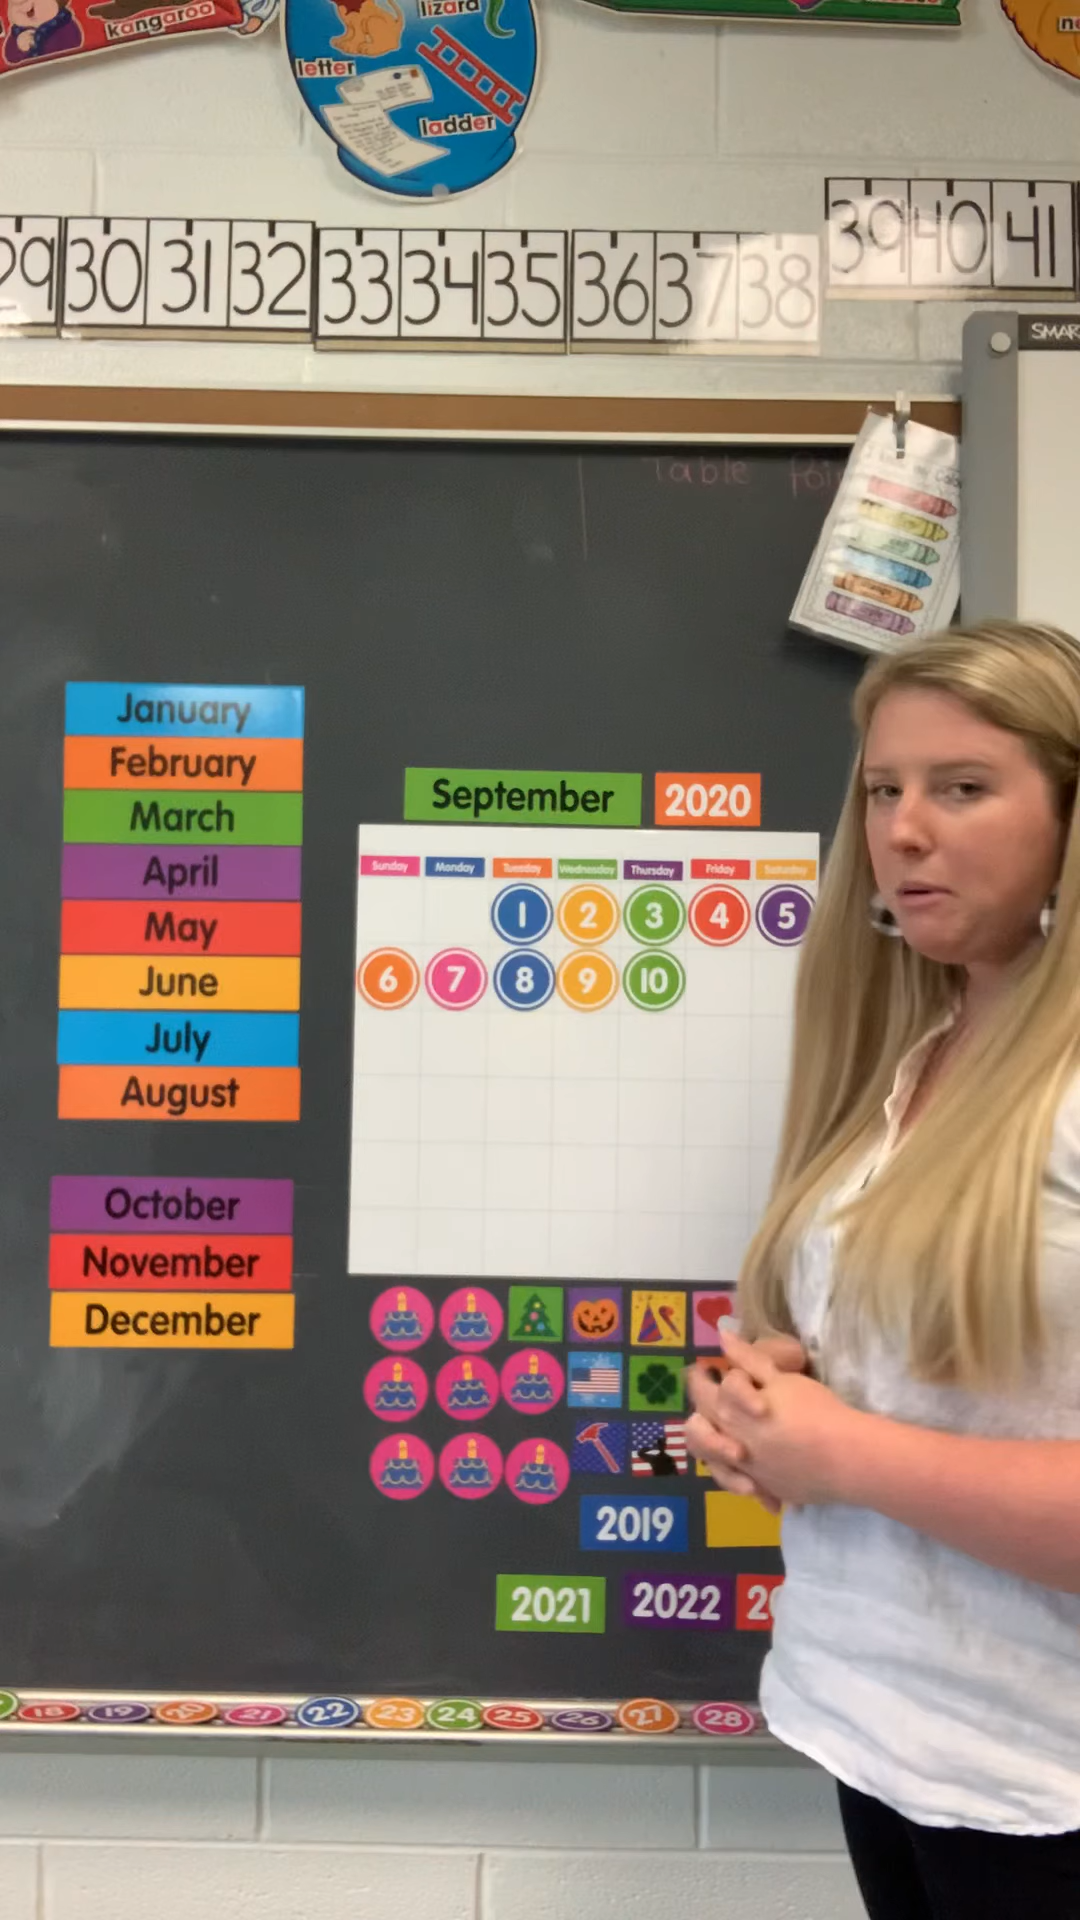 kangaroo
lizard
letter
ladder
29 30 31 32 33 34 35 36 37 38 39 40 41
SMAR
Table
January
February
March
April
May
June
July
August
October
November
December
September 2020
Sunday Monday Tuesday Wednesday Thursday Friday Saturday
1 2 3 4 5
6 7 8 9 10
2019
2021 2022 20
18 19 20 21 22 23 24 25 26 27 28